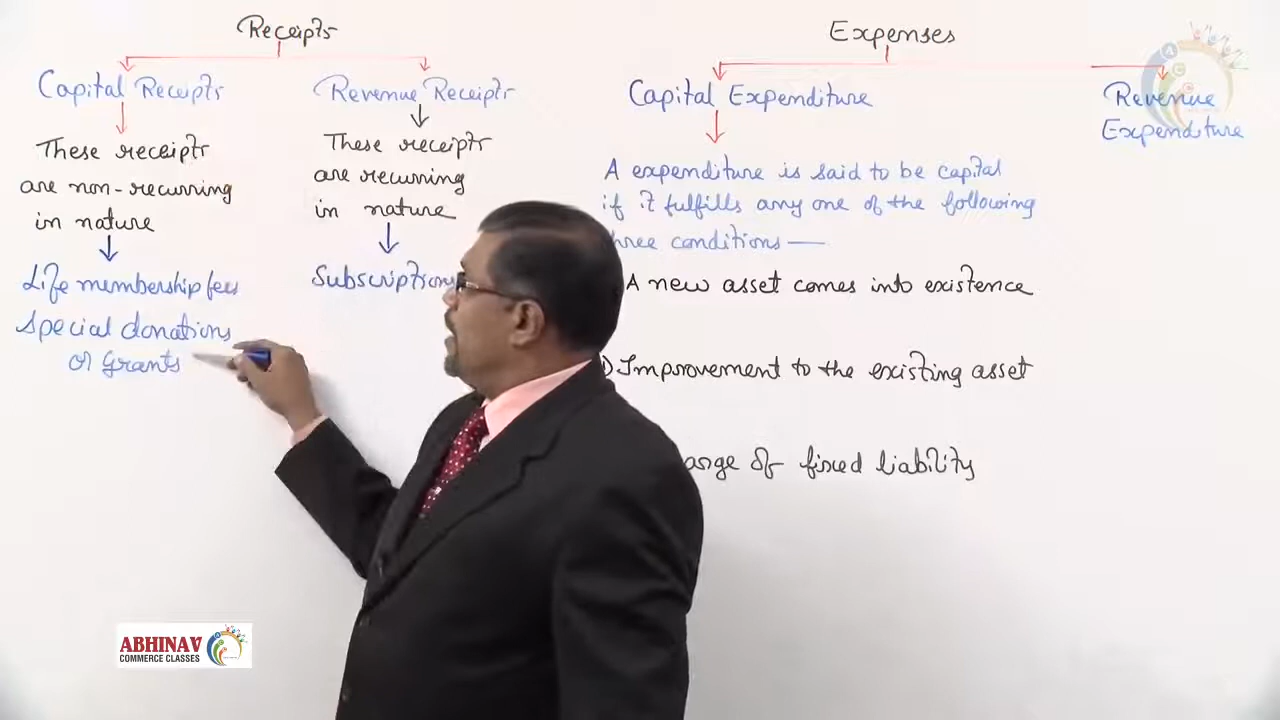 Receipts
Capital Receipts
These receipts
are non-recurring
in nature
Life membership fees
Special donations
or Grants
Revenue Receipts
These receipts
are recurring
in nature
Subscriptions
Expenses
Capital Expenditure
A expenditure is said to be capital
if it fulfills any one of the following
three conditions —
A new asset comes into existence
Improvement to the existing asset
of fixed liability
Revenue
Expenditure
ABHINAV
COMMERCE CLASSES